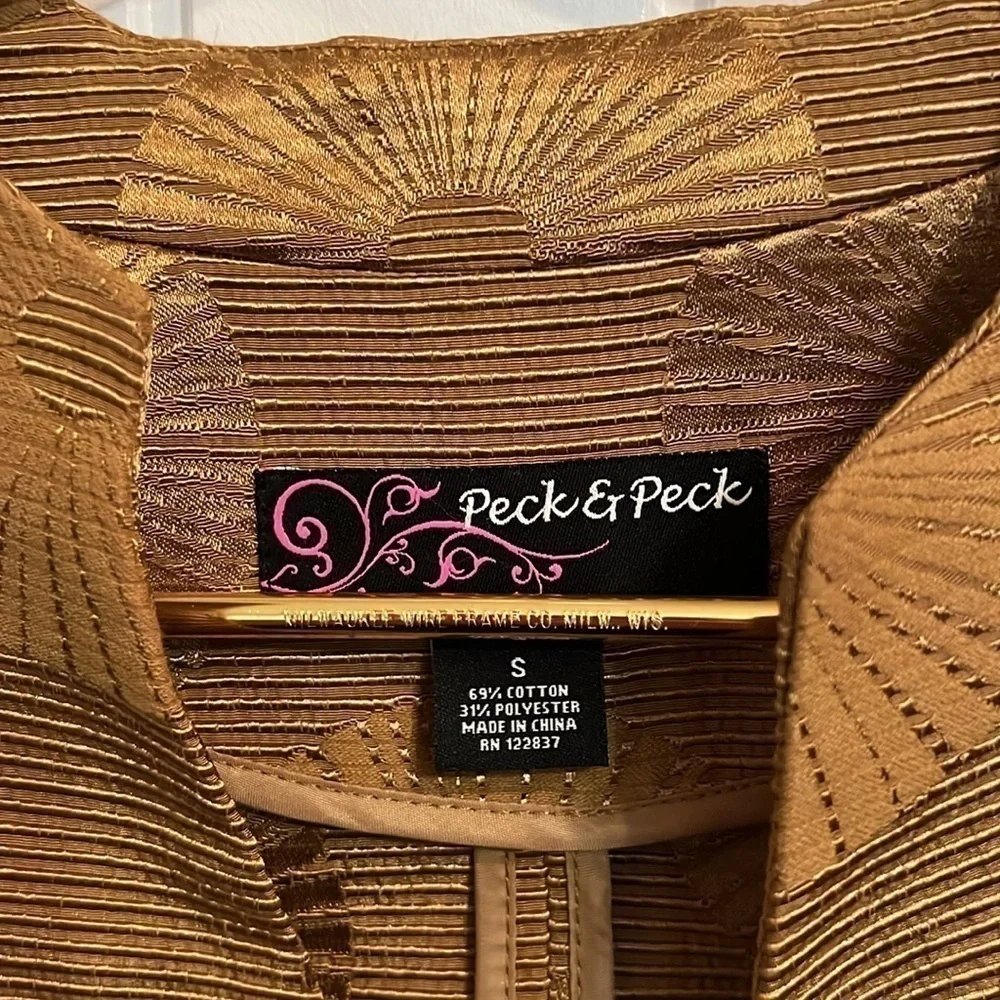 Peck & Peck
MILWAUKEE WIRE FRAME CO. MILW., WIS.
S
69% COTTON
31% POLYESTER
MADE IN CHINA
RN 122837